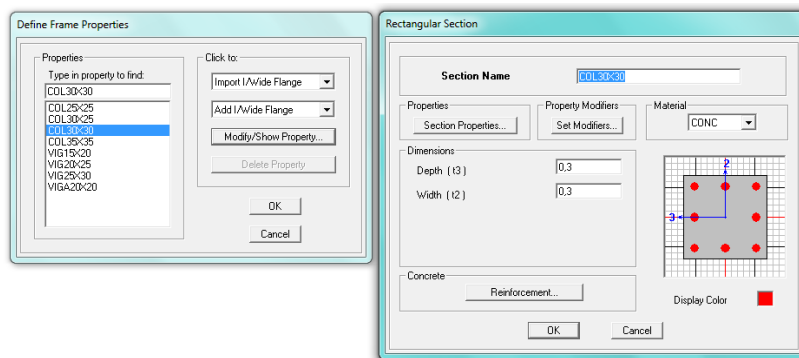 Define Frame Properties
Properties
Type in property to find:
COL30X30
COL25X25
COL30X25
COL30X30
COL35X35
VIG15X20
VIG20X25
VIG25X30
VIGA20X20
Click to:
Import I/Wide Flange
Add I/Wide Flange
Modify/Show Property...
Delete Property
OK
Cancel
Rectangular Section
Section Name
COL30X30
Properties
Section Properties...
Property Modifiers
Set Modifiers...
Material
CONC
Dimensions
Depth ( t3 )
0,3
Width ( t2 )
0,3
2
3
Concrete
Reinforcement...
Display Color
OK
Cancel